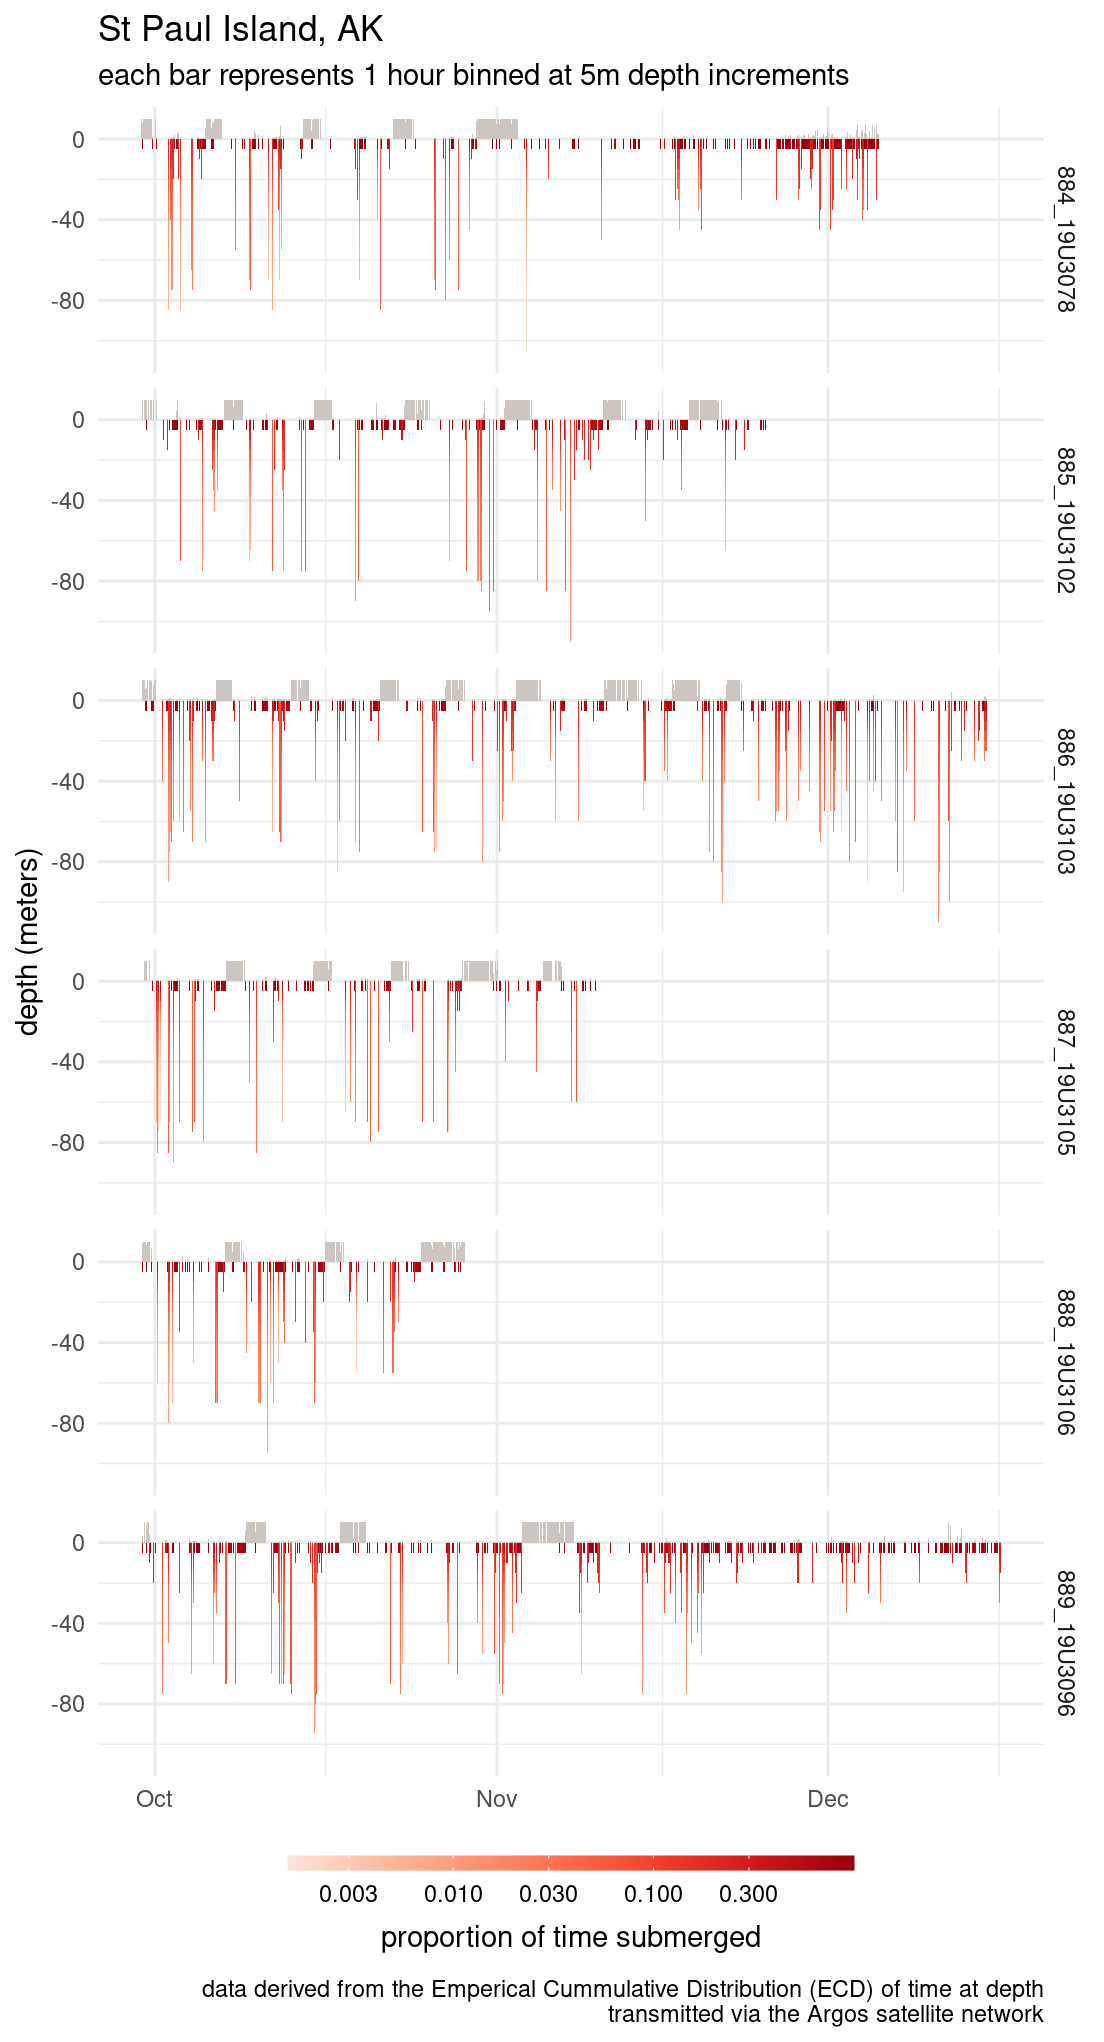 St Paul Island, AK
each bar represents 1 hour binned at 5m depth increments
0
-40
-80
884_19U3078
0
-40
-80
885_19U3102
0
-40
-80
886_19U3103
depth (meters)
0
-40
-80
887_19U3105
0
-40
-80
888_19U3106
0
-40
-80
889_19U3096
Oct Nov Dec
0.003 0.010 0.030 0.100 0.300
proportion of time submerged
data derived from the Emperical Cummulative Distribution (ECD) of time at depth
transmitted via the Argos satellite network